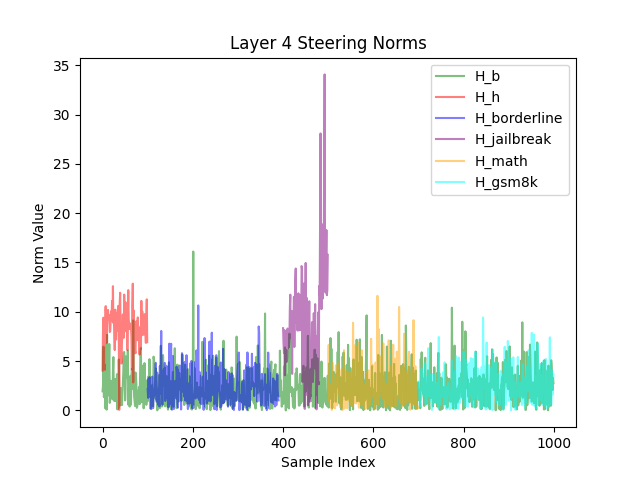 Layer 4 Steering Norms
35
30
25
20
15
10
5
0
Norm Value
0
200
400
600
800
1000
Sample Index
H_b
H_h
H_borderline
H_jailbreak
H_math
H_gsm8k